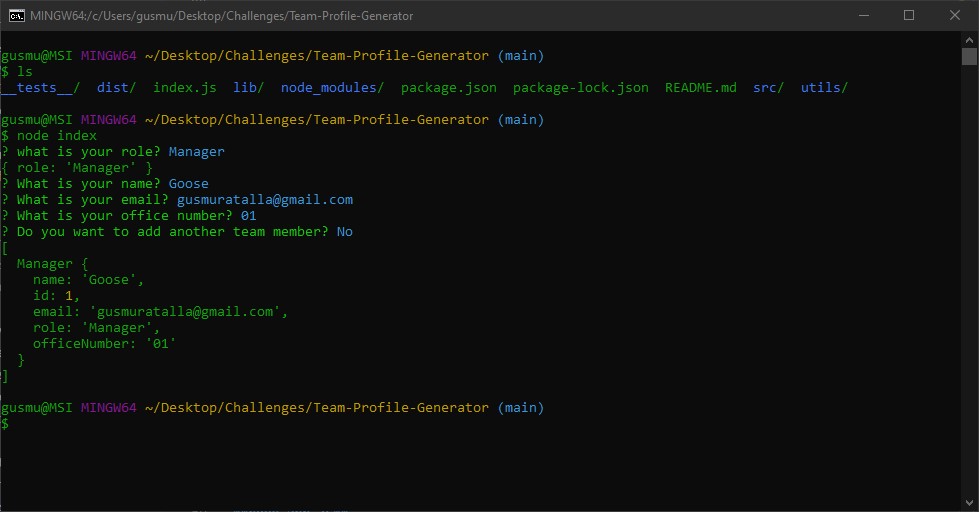 MINGW64:/c/Users/gusmu/Desktop/Challenges/Team-Profile-Generator
gusmu@MSI MINGW64 ~/Desktop/Challenges/Team-Profile-Generator (main)
$ ls
__tests__/  dist/  index.js  lib/  node_modules/  package.json  package-lock.json  README.md  src/  utils/
gusmu@MSI MINGW64 ~/Desktop/Challenges/Team-Profile-Generator (main)
$ node index
? what is your role? Manager
{ role: 'Manager' }
? What is your name? Goose
? What is your email? gusmuratalla@gmail.com
? What is your office number? 01
? Do you want to add another team member? No
[
  Manager {
    name: 'Goose',
    id: 1,
    email: 'gusmuratalla@gmail.com',
    role: 'Manager',
    officeNumber: '01'
  }
]
gusmu@MSI MINGW64 ~/Desktop/Challenges/Team-Profile-Generator (main)
$